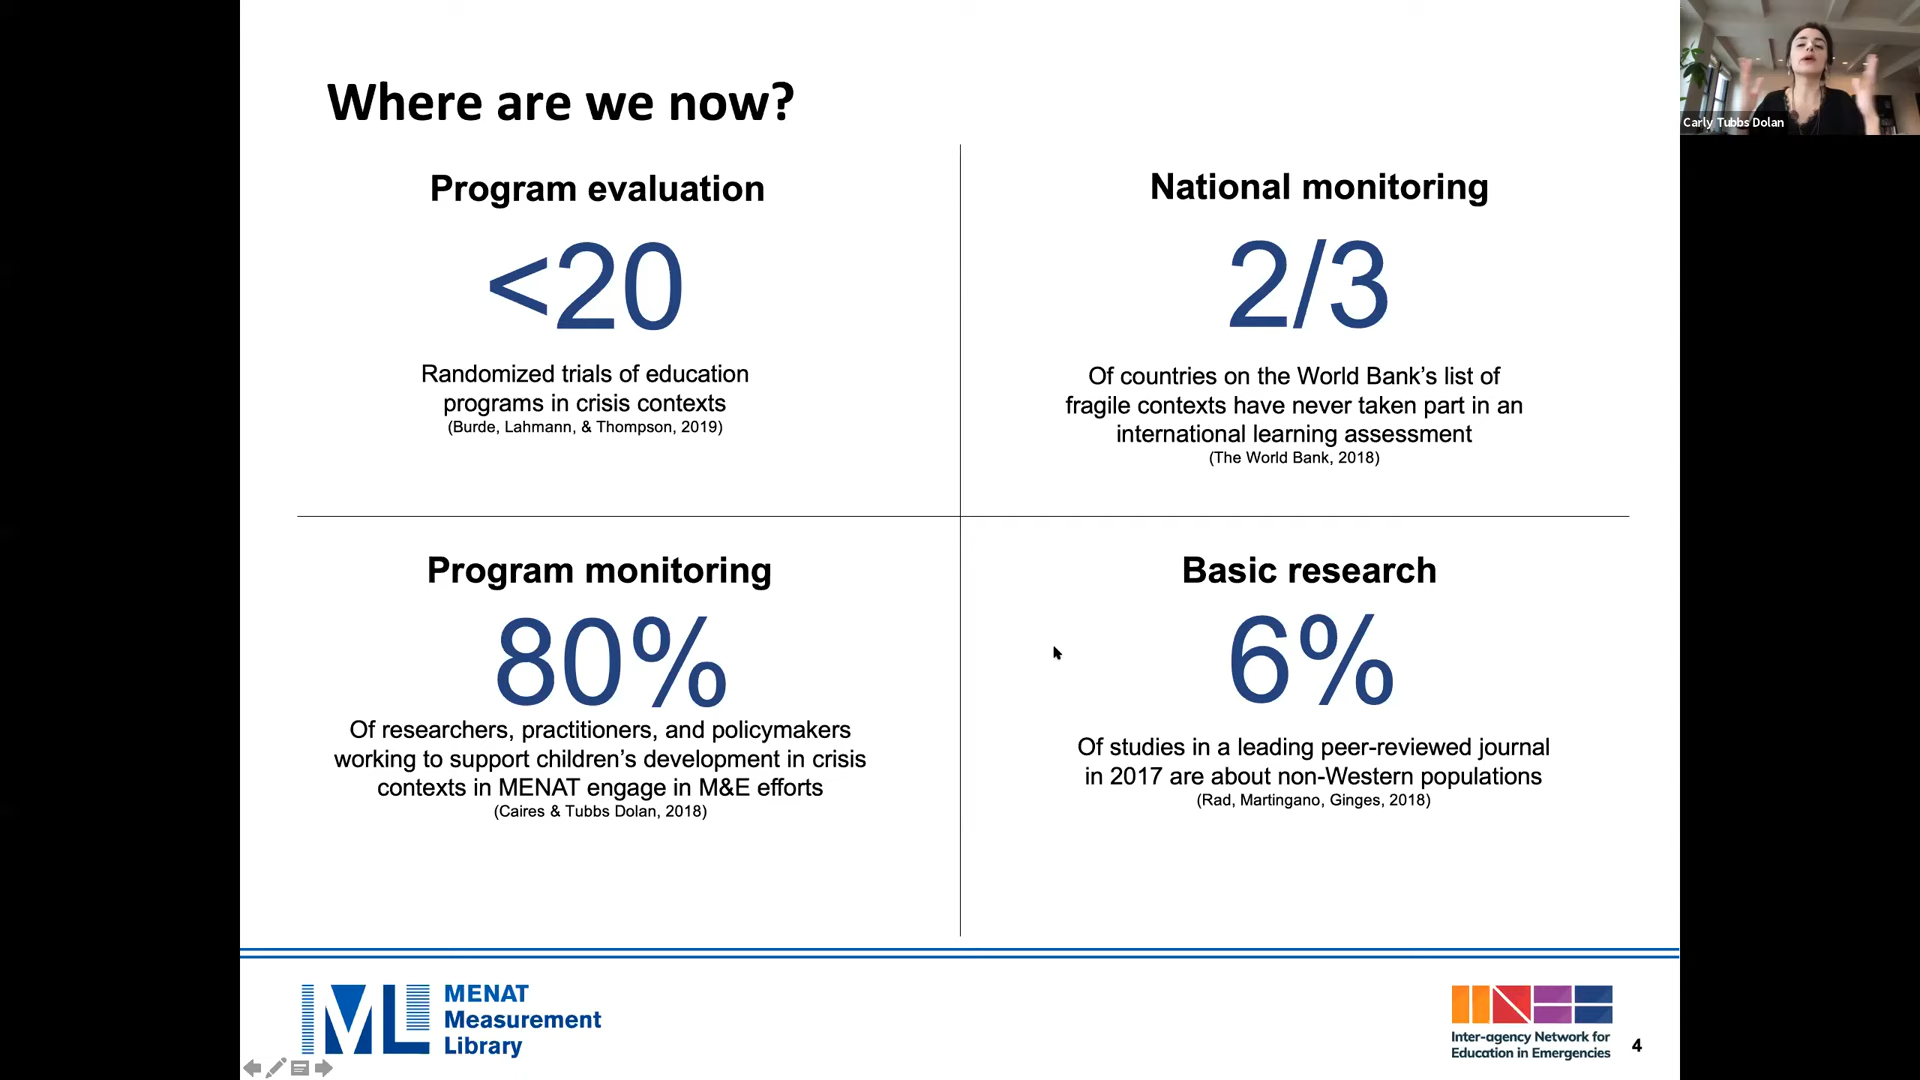 Where are we now?
Program evaluation
<20
Randomized trials of education
programs in crisis contexts
(Burde, Lahmann, & Thompson, 2019)
National monitoring
2/3
Of countries on the World Bank’s list of
fragile contexts have never taken part in an
international learning assessment
(The World Bank, 2018)
Program monitoring
80%
Of researchers, practitioners, and policymakers
working to support children’s development in crisis
contexts in MENAT engage in M&E efforts
(Caires & Tubbs Dolan, 2018)
Basic research
6%
Of studies in a leading peer-reviewed journal
in 2017 are about non-Western populations
(Rad, Martingano, Ginges, 2018)
ML
MENAT
Measurement
Library
INEE
Inter-agency Network for
Education in Emergencies
4
Carly Tubbs Dolan